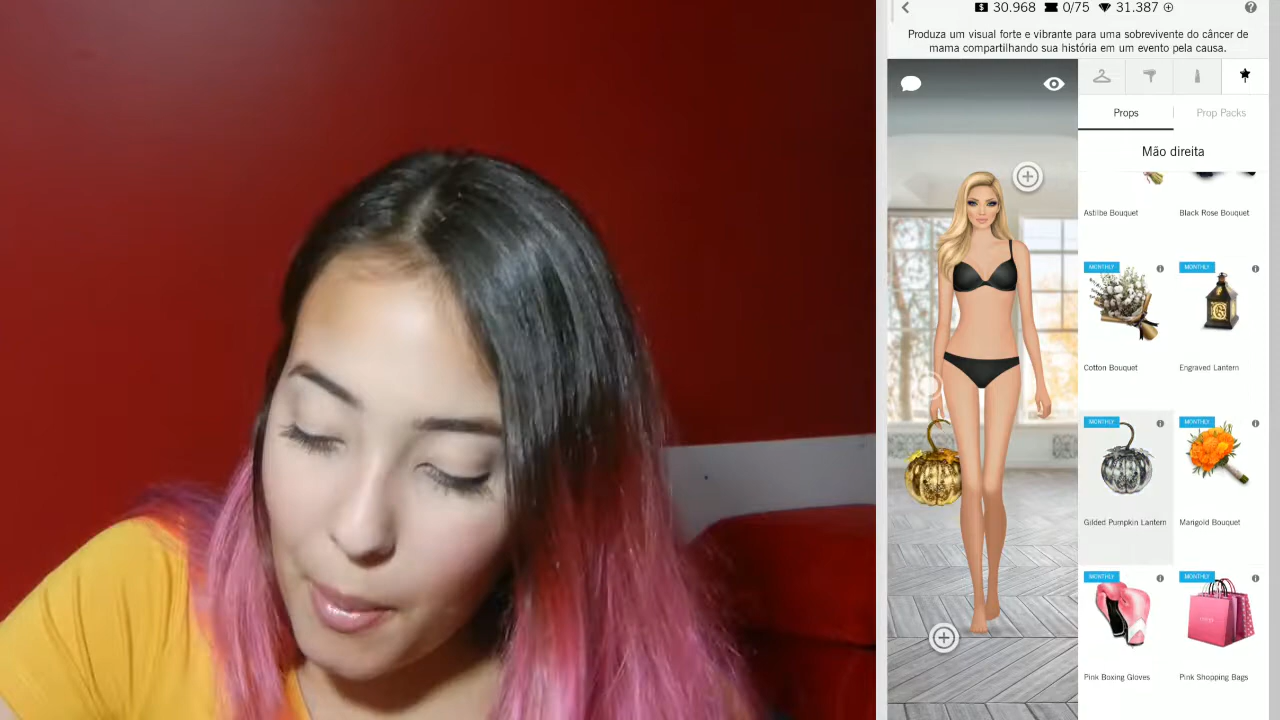 $ 30.968 0/75 31.387
?
Produza um visual forte e vibrante para uma sobrevivente do câncer de
mama compartilhando sua história em um evento pela causa.
Props
Prop Packs
Mão direita
Astilbe Bouquet
Black Rose Bouquet
MONTHLY
MONTHLY
Cotton Bouquet
Engraved Lantern
MONTHLY
MONTHLY
Gilded Pumpkin Lantern
Marigold Bouquet
MONTHLY
MONTHLY
Pink Boxing Gloves
Pink Shopping Bags